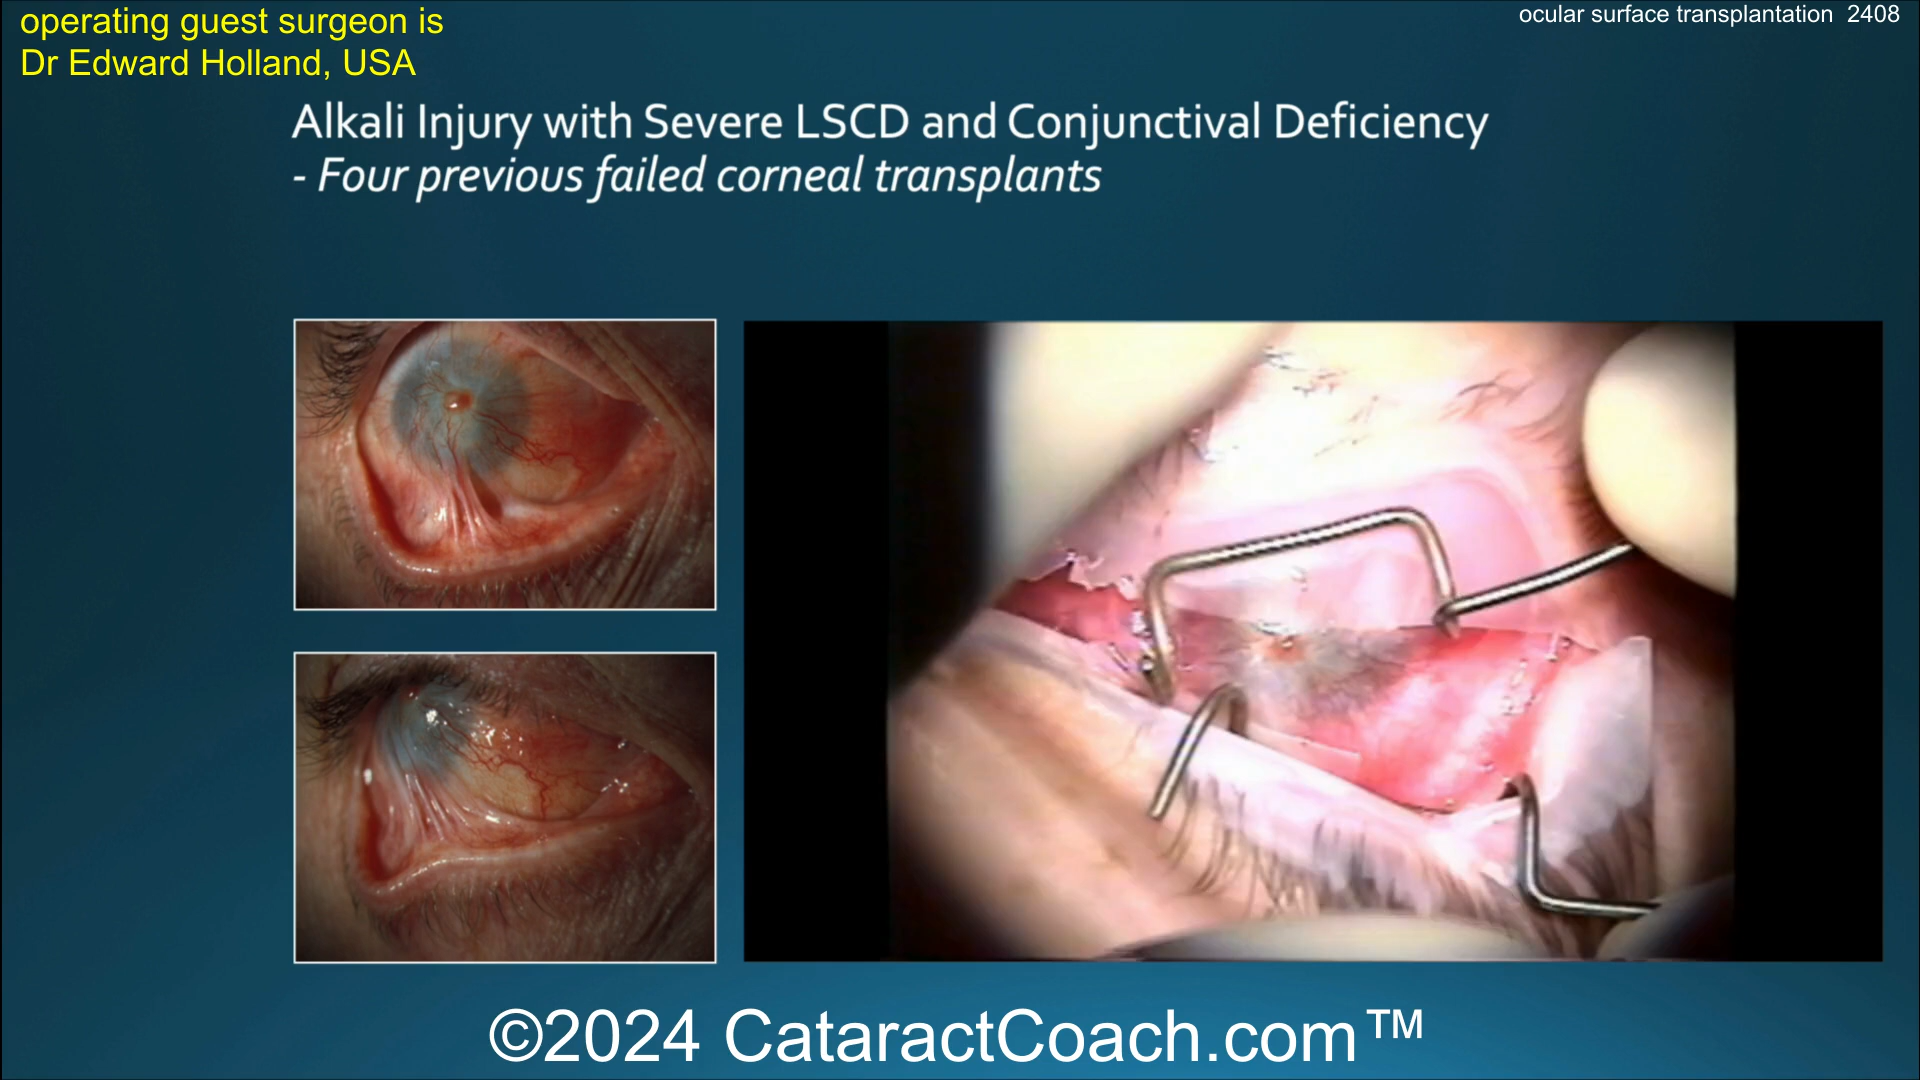 operating guest surgeon is
Dr Edward Holland, USA
ocular surface transplantation 2408
Alkali Injury with Severe LSCD and Conjunctival Deficiency
- Four previous failed corneal transplants
©2024 CataractCoach.com™